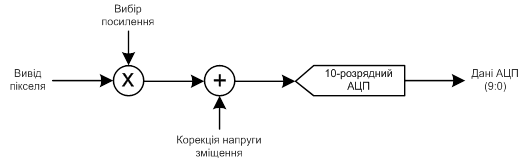 Вибір
посилення
Вивід
пікселя
X
+
10-розрядний
АЦП
Дані АЦП
(9:0)
Корекція напруги
зміщення